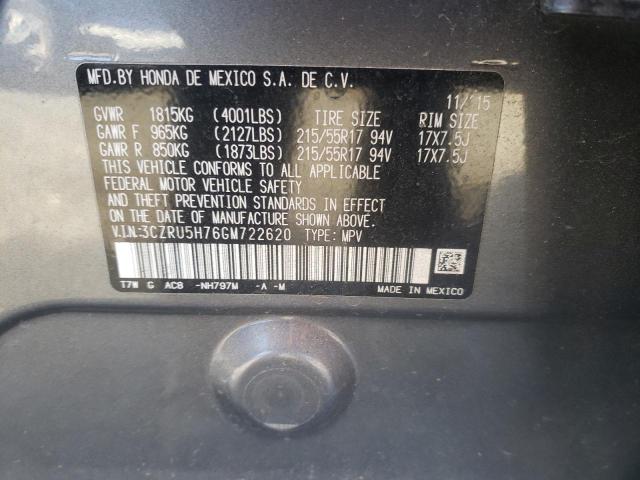 MFD.BY HONDA DE MEXICO S.A. DE C.V.
11/15
GVWR 1815KG (4001LBS) TIRE SIZE RIM SIZE
GAWR F 965KG (2127LBS) 215/55R17 94V 17X7.5J
GAWR R 850KG (1873LBS) 215/55R17 94V 17X7.5J
THIS VEHICLE CONFORMS TO ALL APPLICABLE
FEDERAL MOTOR VEHICLE SAFETY
AND THEFT PREVENTION STANDARDS IN EFFECT
ON THE DATE OF MANUFACTURE SHOWN ABOVE.
V.I.N:3CZRU5H76GM722620 TYPE: MPV
T7W G AC8 -NH797M -A -M MADE IN MEXICO